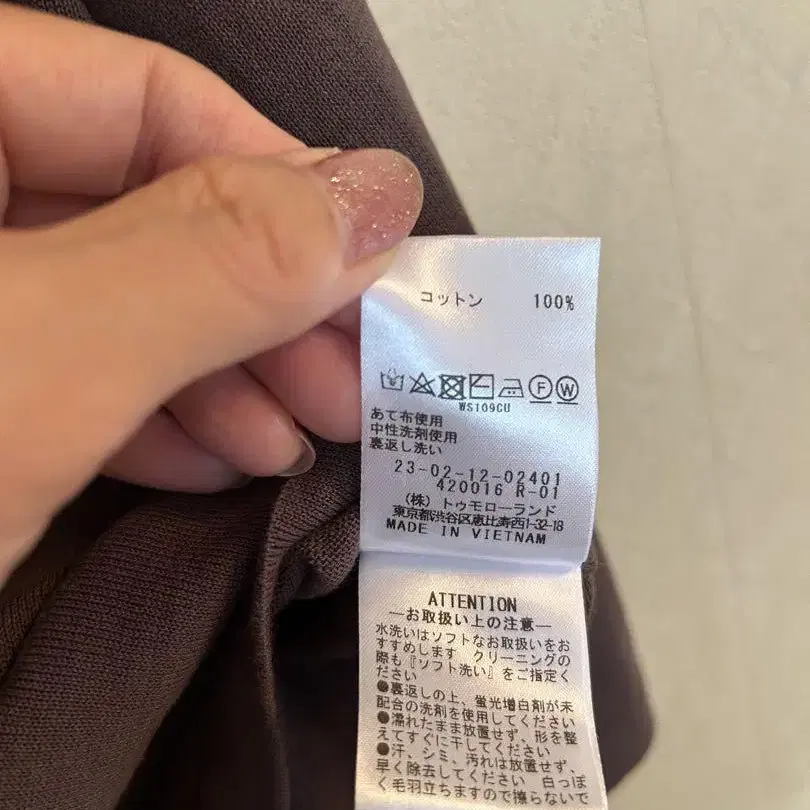 コットン 100%
WS109CU
あて布使用
中性洗剤使用
裏返し洗い
23-02-12-02401
420016 R-01
(株) トゥモローランド
東京都渋谷区恵比寿西1-32-18
MADE IN VIETNAM
ATTENTION
―お取扱い上の注意―
水洗いはソフトなお取扱いをお
すすめします クリーニングの
際も『ソフト洗い』をご指定く
ださい
●裏返しの上、蛍光増白剤が未
配合の洗剤を使用してください
●濡れたまま放置せず、形を整
えてすぐに干してください
●汗、シミ、汚れは放置せず、
早く除去してください 白っぽ
く毛羽立ちますので擦らないで